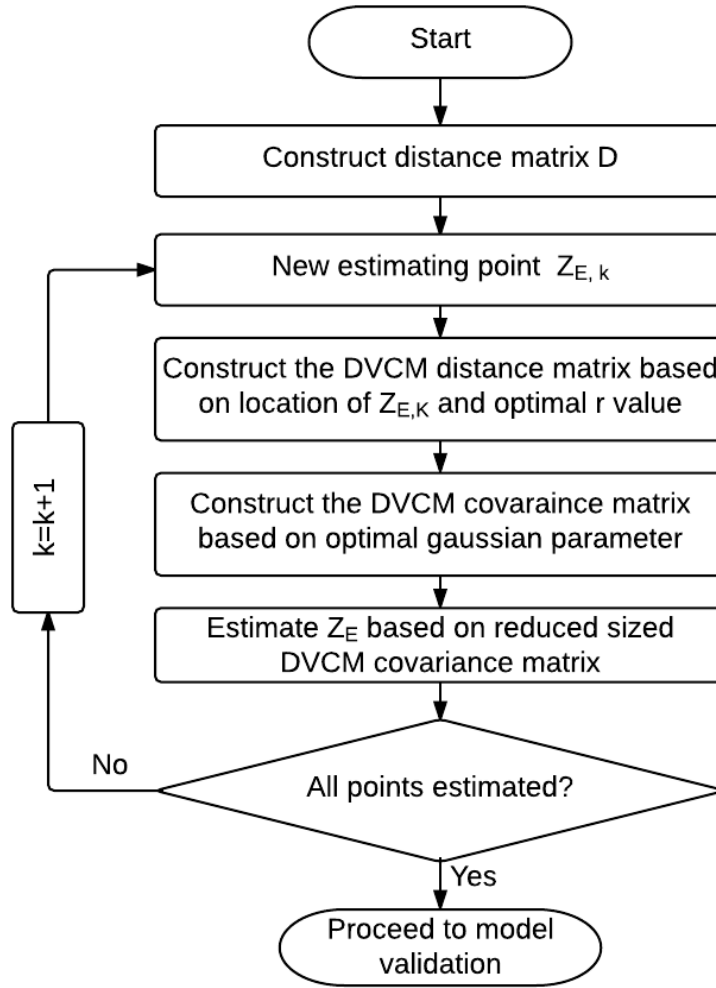 Start
Construct distance matrix D
New estimating point Z_{E, k}
Construct the DVCM distance matrix based
on location of Z_{E,K} and optimal r value
Construct the DVCM covaraince matrix
based on optimal gaussian parameter
k=k+1
Estimate Z_E based on reduced sized
DVCM covariance matrix
No
All points estimated?
Yes
Proceed to model
validation